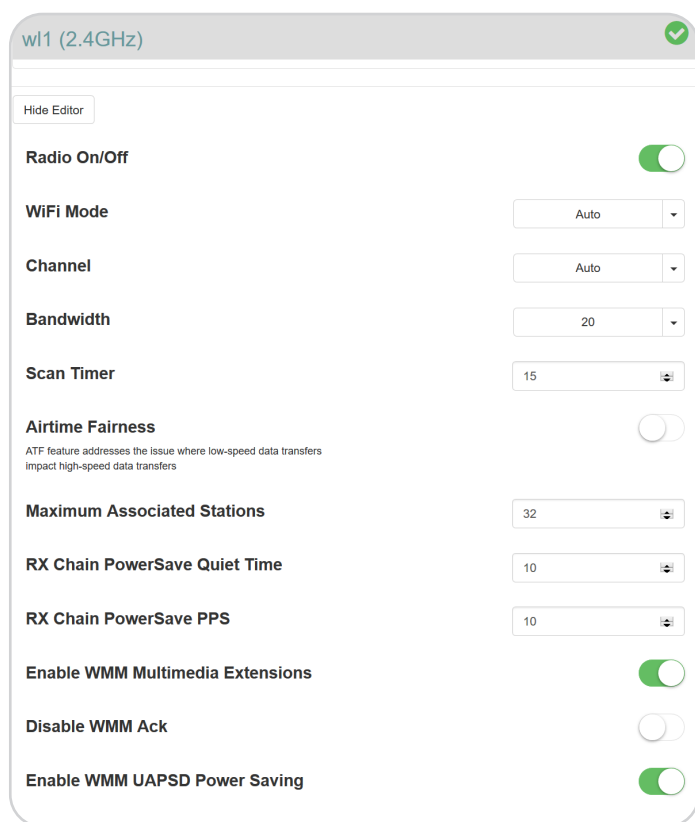 wl1 (2.4GHz)
Hide Editor
Radio On/Off
WiFi Mode
Auto
Channel
Auto
Bandwidth
20
Scan Timer
15
Airtime Fairness
ATF feature addresses the issue where low-speed data transfers
impact high-speed data transfers
Maximum Associated Stations
32
RX Chain PowerSave Quiet Time
10
RX Chain PowerSave PPS
10
Enable WMM Multimedia Extensions
Disable WMM Ack
Enable WMM UAPSD Power Saving